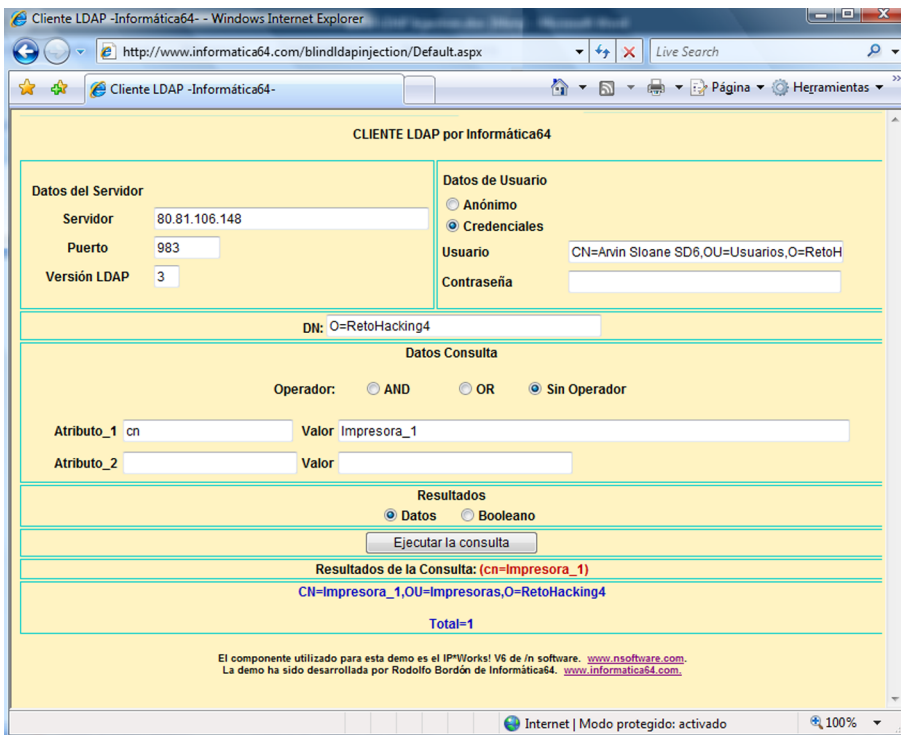 Cliente LDAP -Informática64- - Windows Internet Explorer
http://www.informatica64.com/blindldapinjection/Default.aspx
Live Search
Cliente LDAP -Informática64-
Página
Herramientas
CLIENTE LDAP por Informática64
Datos del Servidor
Servidor 80.81.106.148
Puerto 983
Versión LDAP 3
Datos de Usuario
Anónimo
Credenciales
Usuario CN=Arvin Sloane SD6,OU=Usuarios,O=RetoH
Contraseña
DN: O=RetoHacking4
Datos Consulta
Operador: AND OR Sin Operador
Atributo_1 cn Valor Impresora_1
Atributo_2 Valor
Resultados
Datos Booleano
Ejecutar la consulta
Resultados de la Consulta: (cn=Impresora_1)
CN=Impresora_1,OU=Impresoras,O=RetoHacking4
Total=1
El componente utilizado para esta demo es el IP*Works! V6 de /n software. www.nsoftware.com.
La demo ha sido desarrollada por Rodolfo Bordón de Informática64. www.informatica64.com.
Internet | Modo protegido: activado
100%